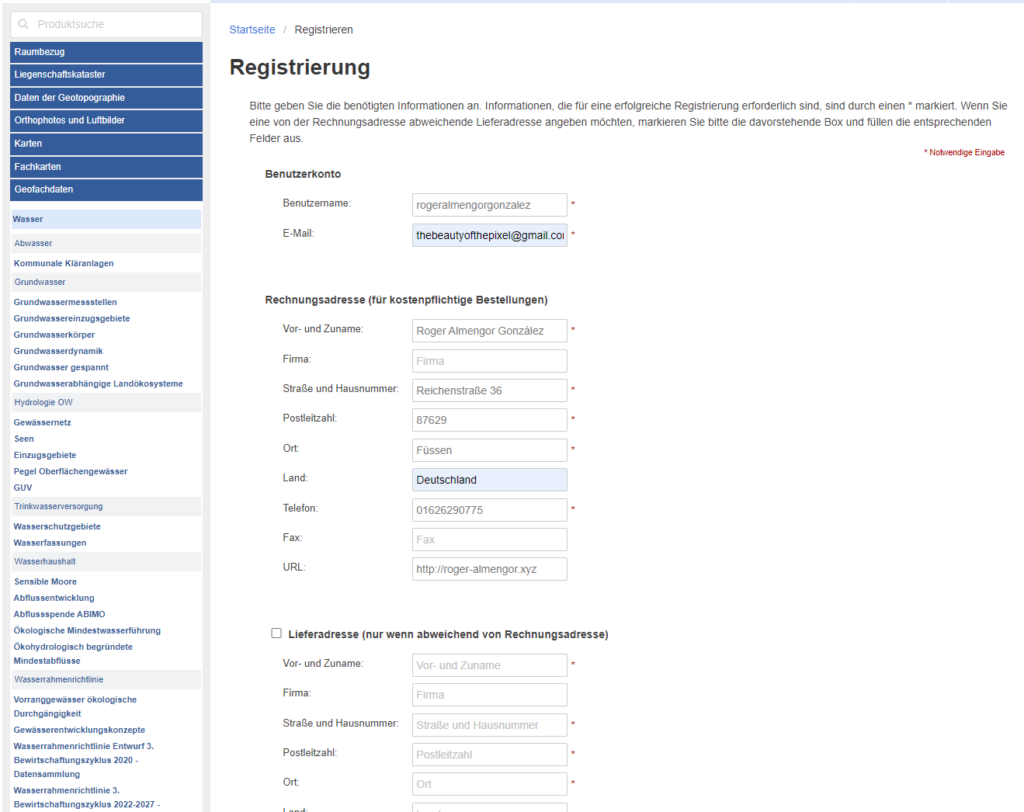 Produktsuche
Raumbezug
Liegenschaftskataster
Daten der Geotopographie
Orthophotos und Luftbilder
Karten
Fachkarten
Geofachdaten
Wasser
Abwasser
Kommunale Kläranlagen
Grundwasser
Grundwassermessstellen
Grundwassereinzugsgebiete
Grundwasserkörper
Grundwasserdynamik
Grundwasser gespannt
Grundwasserabhängige Landökosysteme
Hydrologie OW
Gewässernetz
Seen
Einzugsgebiete
Pegel Oberflächengewässer
GUV
Trinkwasserversorgung
Wasserschutzgebiete
Wasserfassungen
Wasserhaushalt
Sensible Moore
Abflussentwicklung
Abflussspende ABIMO
Ökologische Mindestwasserführung
Ökohydrologisch begründete
Mindestabflüsse
Wasserrahmenrichtlinie
Vorranggewässer ökologische
Durchgängigkeit
Gewässerentwicklungskonzepte
Wasserrahmenrichtlinie Entwurf 3.
Bewirtschaftungszyklus 2020 -
Datensammlung
Wasserrahmenrichtlinie 3.
Bewirtschaftungszyklus 2022-2027 -
Startseite / Registrieren
Registrierung
Bitte geben Sie die benötigten Informationen an. Informationen, die für eine erfolgreiche Registrierung erforderlich sind, sind durch einen * markiert. Wenn Sie
eine von der Rechnungsadresse abweichende Lieferadresse angeben möchten, markieren Sie bitte die davorstehende Box und füllen die entsprechenden
Felder aus.
* Notwendige Eingabe
Benutzerkonto
Benutzername: rogeralmengorgonzalez *
E-Mail: thebeautyofthepixel@gmail.co *
Rechnungsadresse (für kostenpflichtige Bestellungen)
Vor- und Zuname: Roger Almengor González *
Firma: Firma
Straße und Hausnummer: Reichenstraße 36 *
Postleitzahl: 87629 *
Ort: Füssen *
Land: Deutschland
Telefon: 01626290775 *
Fax: Fax
URL: http://roger-almengor.xyz
Lieferadresse (nur wenn abweichend von Rechnungsadresse)
Vor- und Zuname: Vor- und Zuname *
Firma: Firma
Straße und Hausnummer: Straße und Hausnummer *
Postleitzahl: Postleitzahl *
Ort: Ort *
Land: